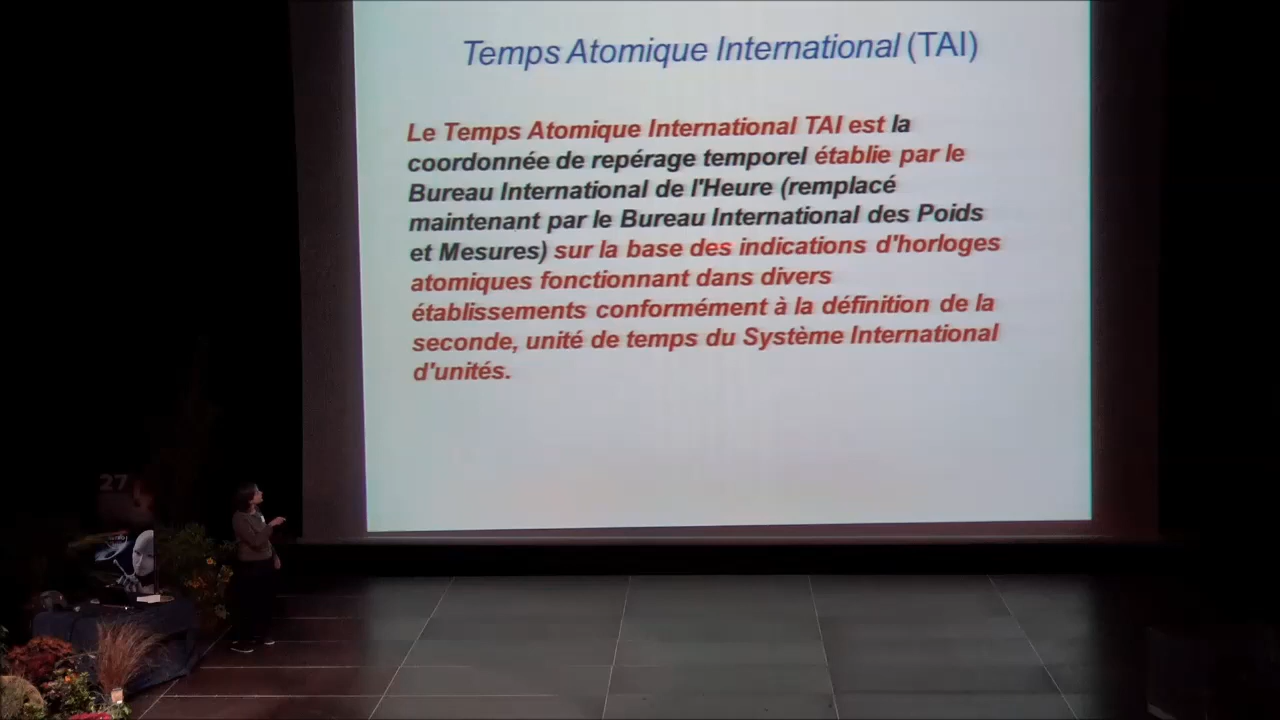 Temps Atomique International (TAI)
Le Temps Atomique International TAI est la
coordonnée de repérage temporel établie par le
Bureau International de l'Heure (remplacé
maintenant par le Bureau International des Poids
et Mesures) sur la base des indications d'horloges
atomiques fonctionnant dans divers
établissements conformément à la définition de la
seconde, unité de temps du Système International
d'unités.
27